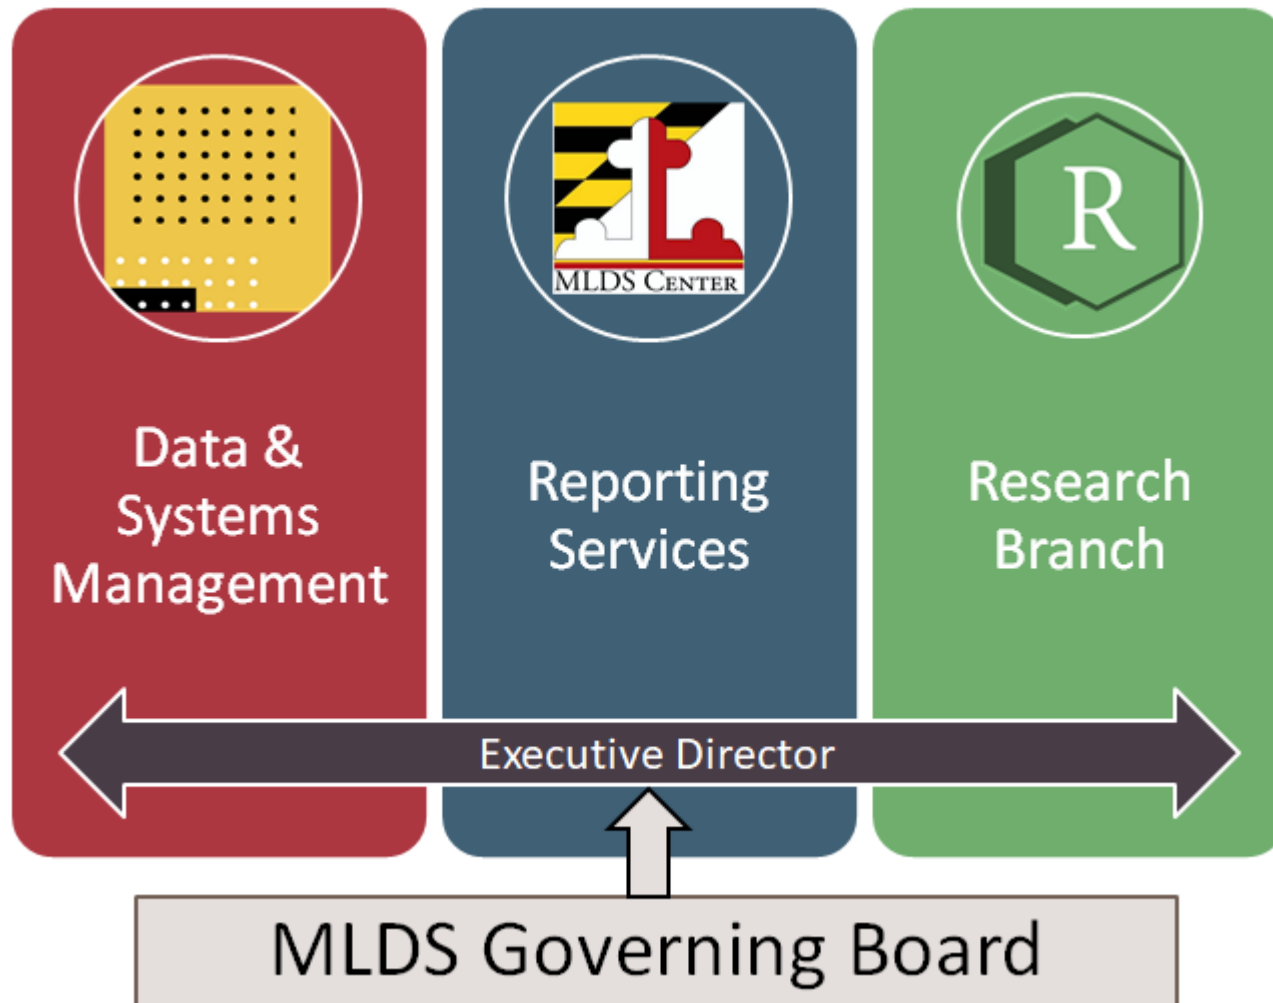 MLDS CENTER
R
Data &
Systems
Management
Reporting
Services
Research
Branch
Executive Director
MLDS Governing Board